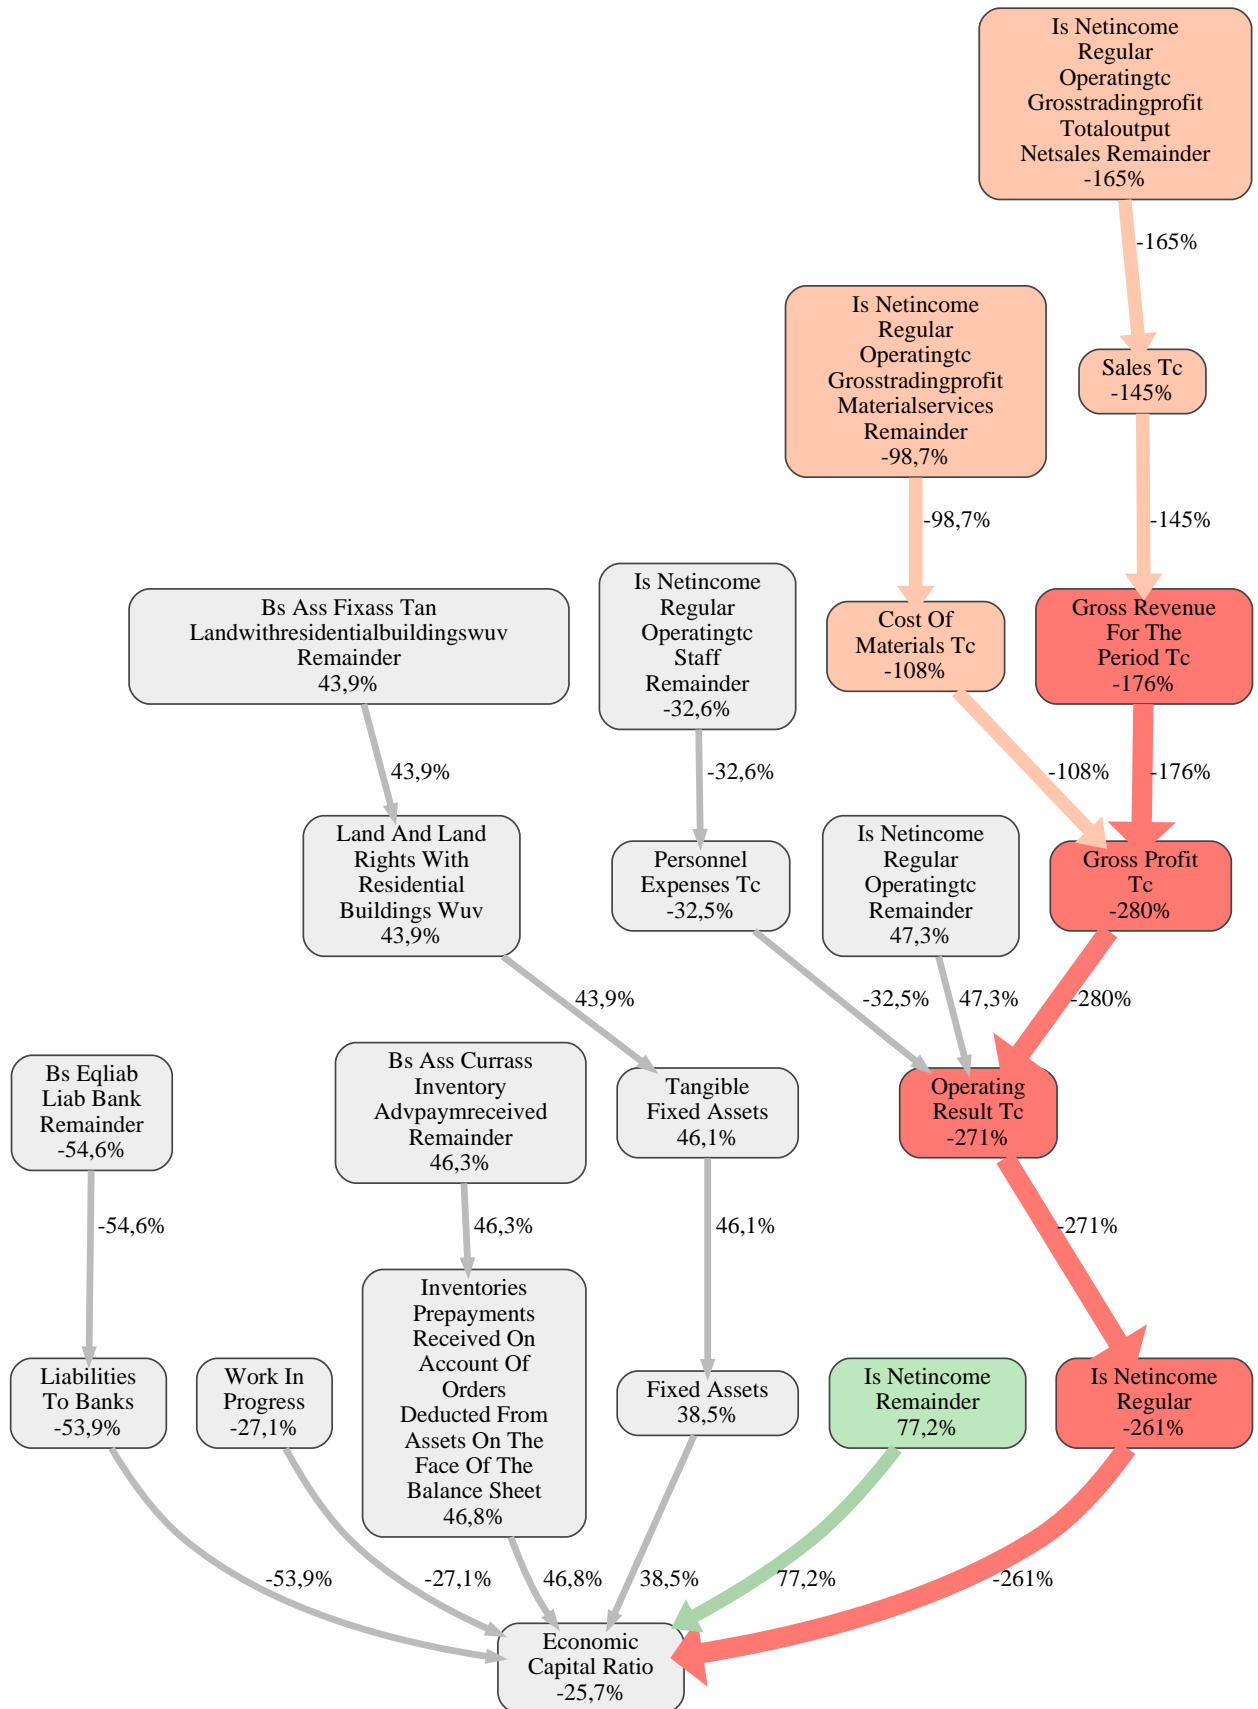 Is Netincome
Regular
Operatingtc
Grosstradingprofit
Totaloutput
Netsales Remainder
-165%
-165%
Is Netincome
Regular
Operatingtc
Grosstradingprofit
Materialservices
Remainder
-98,7%
Sales Tc
-145%
-98,7%
-145%
Is Netincome
Regular
Operatingtc
Staff
Remainder
-32,6%
Bs Ass Fixass Tan
Landwithresidentialbuildingswuv
Remainder
43,9%
Cost Of
Materials Tc
-108%
Gross Revenue
For The
Period Tc
-176%
43,9%
-32,6%
-108%
-176%
Land And Land
Rights With
Residential
Buildings Wuv
43,9%
Personnel
Expenses Tc
-32,5%
Is Netincome
Regular
Operatingtc
Remainder
47,3%
Gross Profit
Tc
-280%
43,9%
-32,5%
47,3%
-280%
Bs Eqliab
Liab Bank
Remainder
-54,6%
Bs Ass Currass
Inventory
Advpaymreceived
Remainder
46,3%
Tangible
Fixed Assets
46,1%
Operating
Result Tc
-271%
-54,6%
46,3%
46,1%
-271%
Liabilities
To Banks
-53,9%
Work In
Progress
-27,1%
Inventories
Prepayments
Received On
Account Of
Orders
Deducted From
Assets On The
Face Of The
Balance Sheet
46,8%
Fixed Assets
38,5%
Is Netincome
Remainder
77,2%
Is Netincome
Regular
-261%
-53,9%
-27,1%
46,8%
38,5%
77,2%
-261%
Economic
Capital Ratio
-25,7%